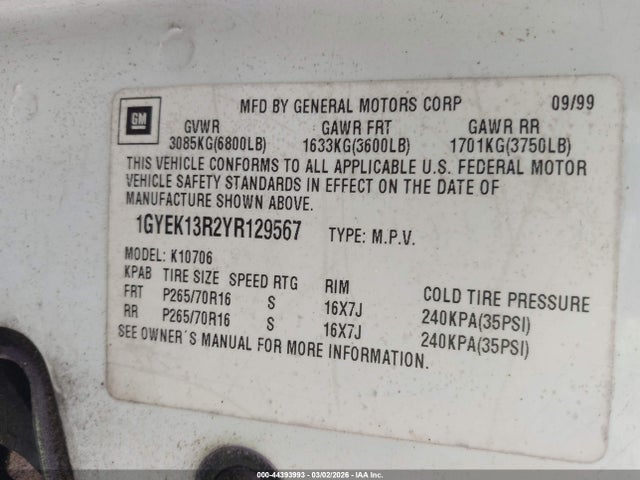 MFD BY GENERAL MOTORS CORP 09/99
GM
GVWR GAWR FRT GAWR RR
3085KG(6800LB) 1633KG(3600LB) 1701KG(3750LB)
THIS VEHICLE CONFORMS TO ALL APPLICABLE U.S. FEDERAL MOTOR
VEHICLE SAFETY STANDARDS IN EFFECT ON THE DATE OF
MANUFACTURE SHOWN ABOVE.
1GYEK13R2YR129567 TYPE: M.P.V.
MODEL: K10706
KPAB TIRE SIZE SPEED RTG RIM COLD TIRE PRESSURE
FRT P265/70R16 S 16X7J 240KPA(35PSI)
RR P265/70R16 S 16X7J 240KPA(35PSI)
SEE OWNER´S MANUAL FOR MORE INFORMATION.
000-44393993 - 03/02/2026 - IAA Inc.